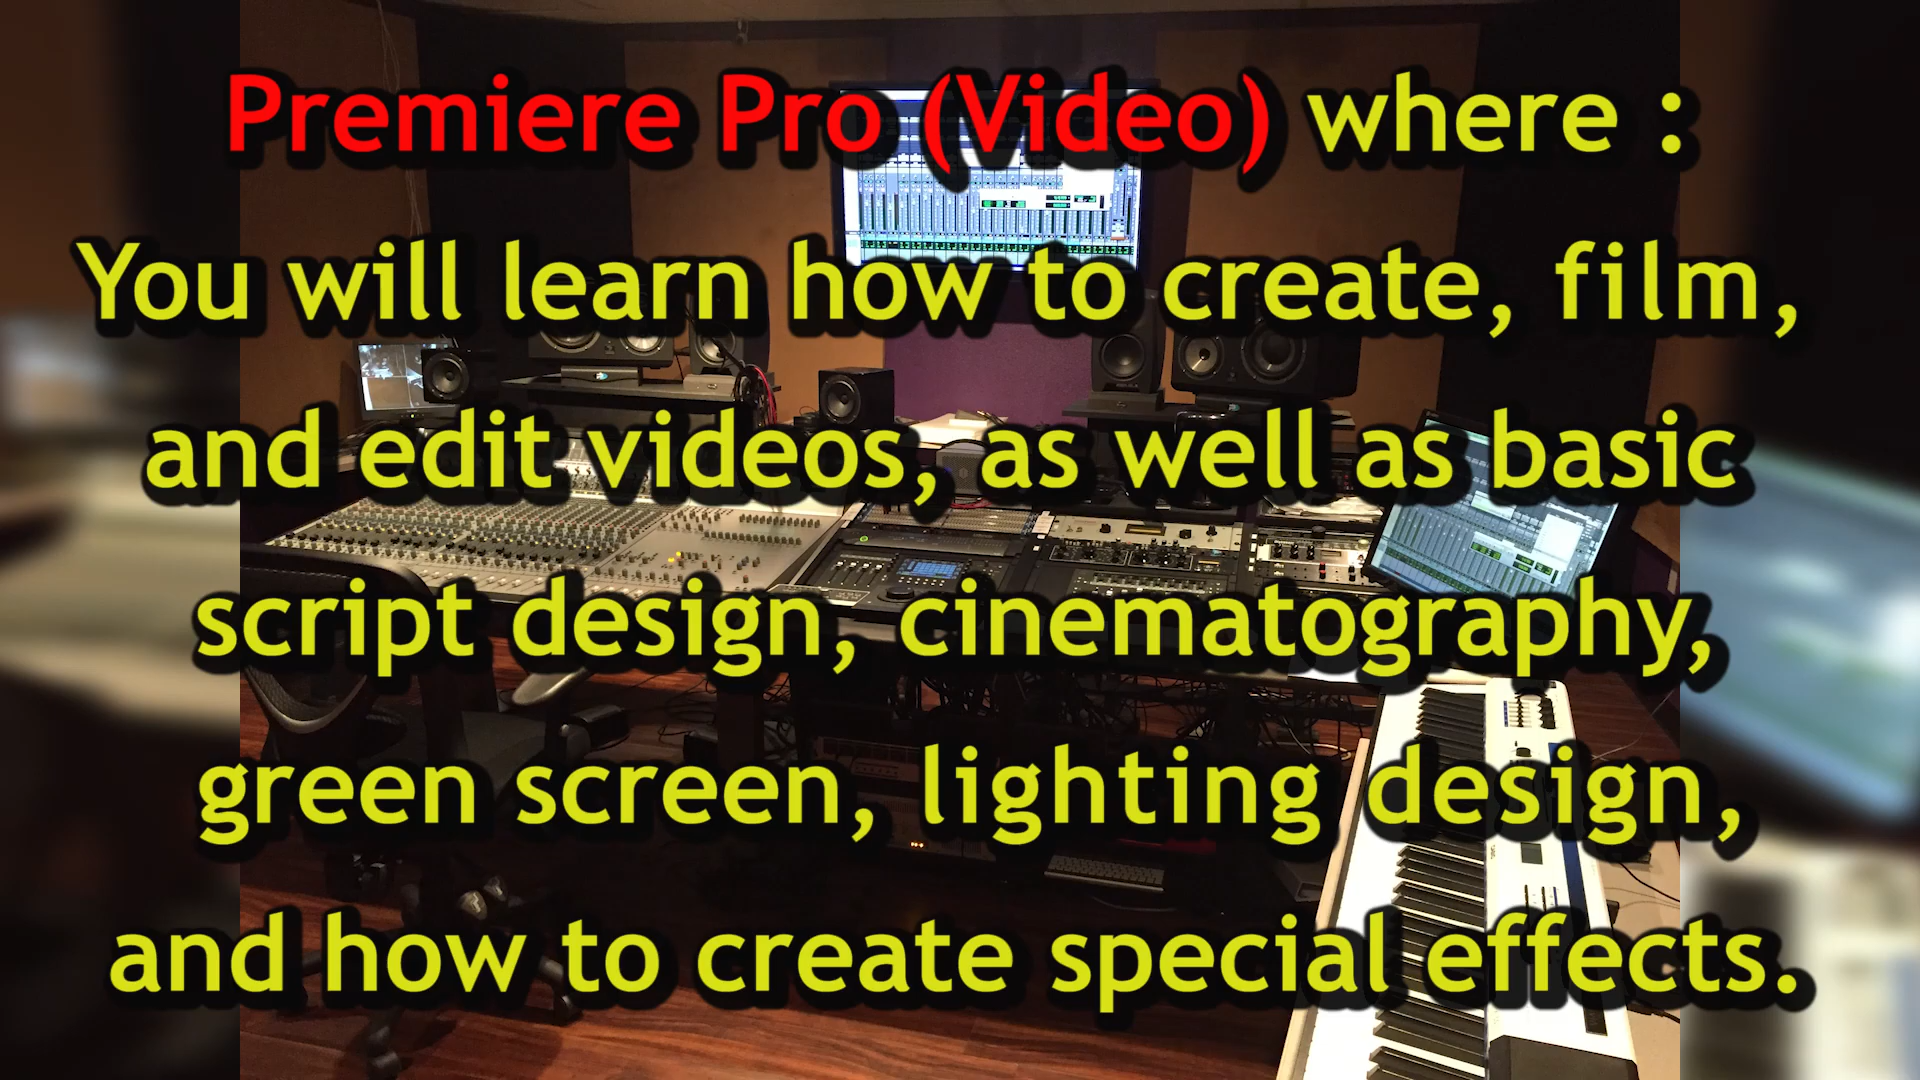 Premiere Pro (Video) where :
You will learn how to create, film,
and edit videos, as well as basic
script design, cinematography,
green screen, lighting design,
and how to create special effects.